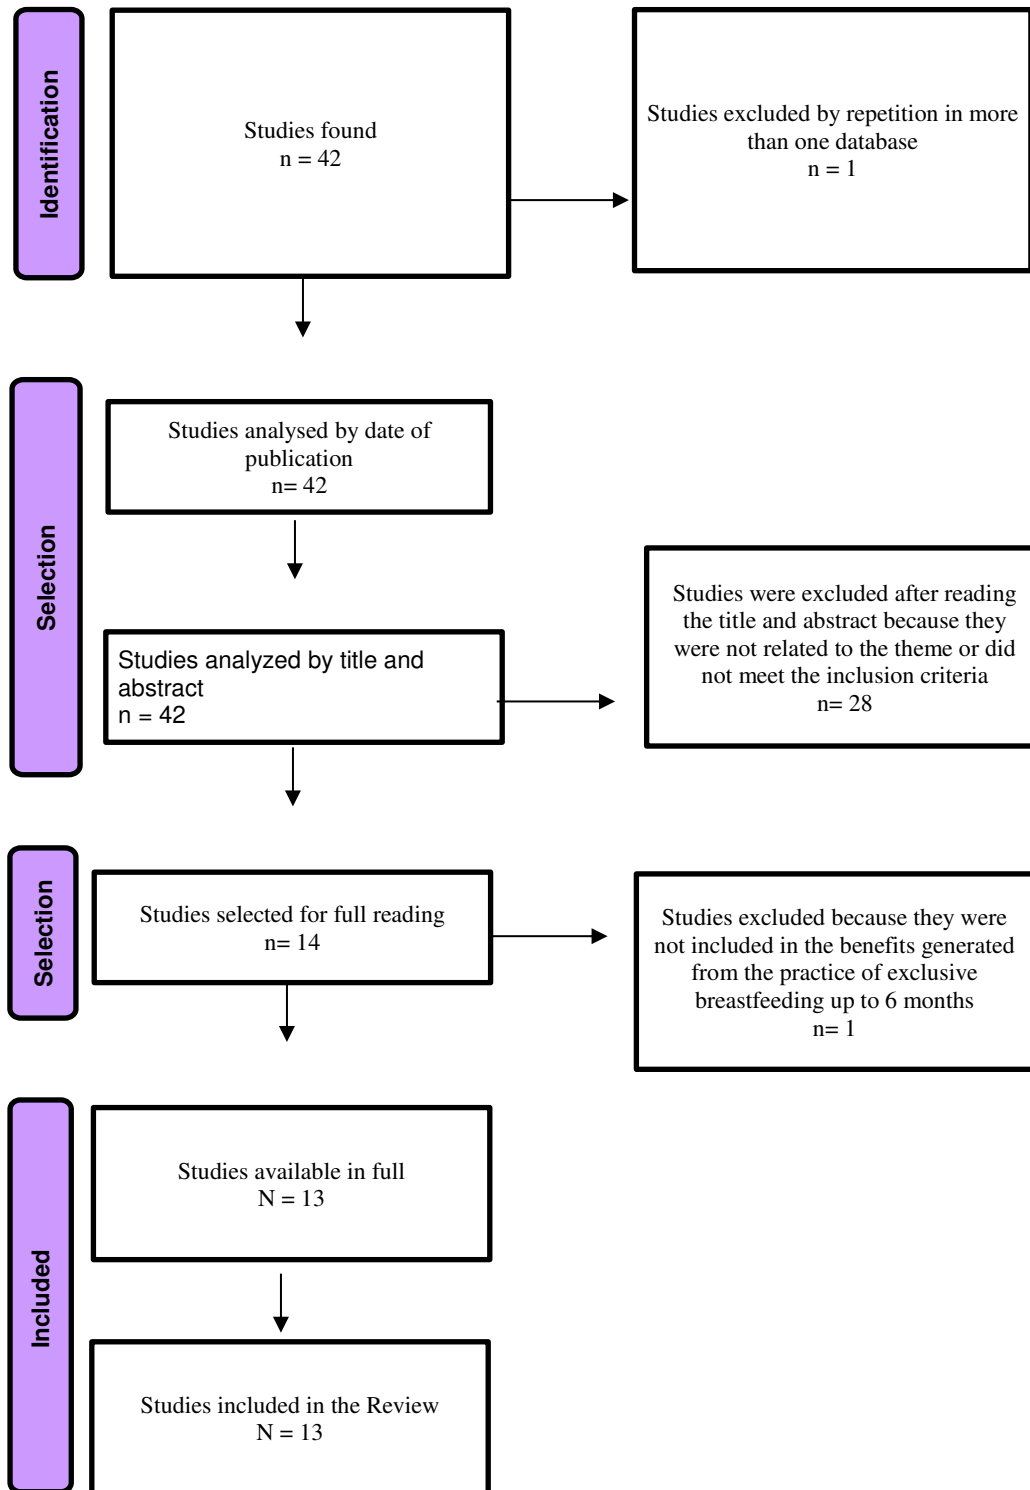 Identification
Studies found
n = 42
Studies excluded by repetition in more
than one database
n = 1
Selection
Studies analysed by date of
publication
n= 42
Studies analyzed by title and
abstract
n = 42
Studies were excluded after reading
the title and abstract because they
were not related to the theme or did
not meet the inclusion criteria
n= 28
Selection
Studies selected for full reading
n= 14
Studies excluded because they were
not included in the benefits generated
from the practice of exclusive
breastfeeding up to 6 months
n= 1
Included
Studies available in full
N = 13
Studies included in the Review
N = 13